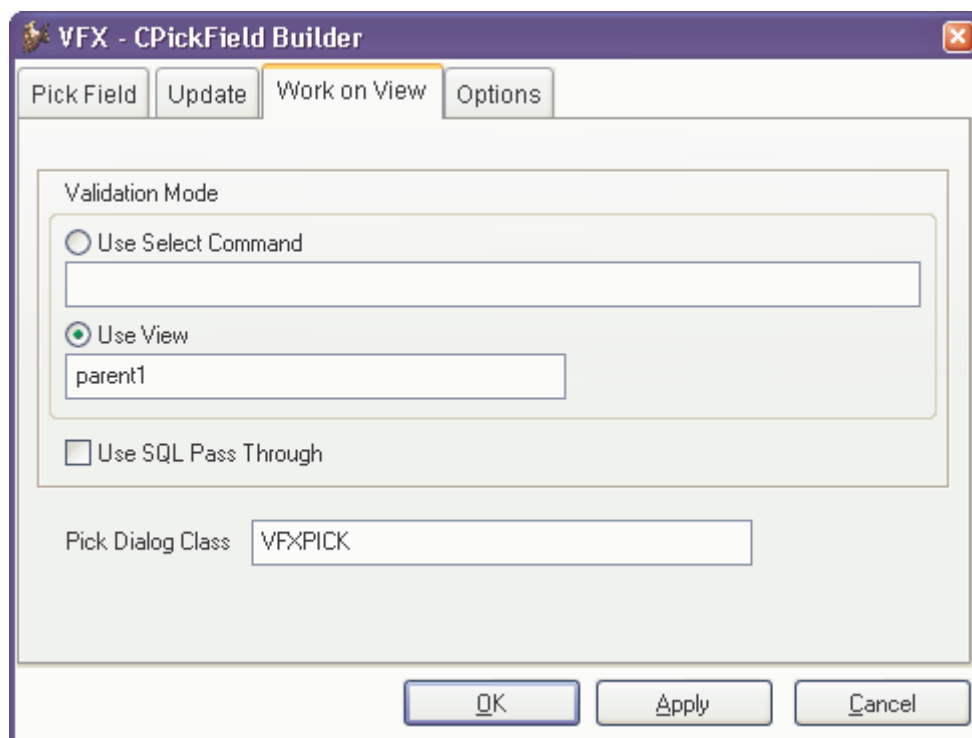 VFX - CPickField Builder
Pick Field Update Work on View Options
Validation Mode
Use Select Command
Use View
parent1
Use SQL Pass Through
Pick Dialog Class VFXPICK
OK Apply Cancel